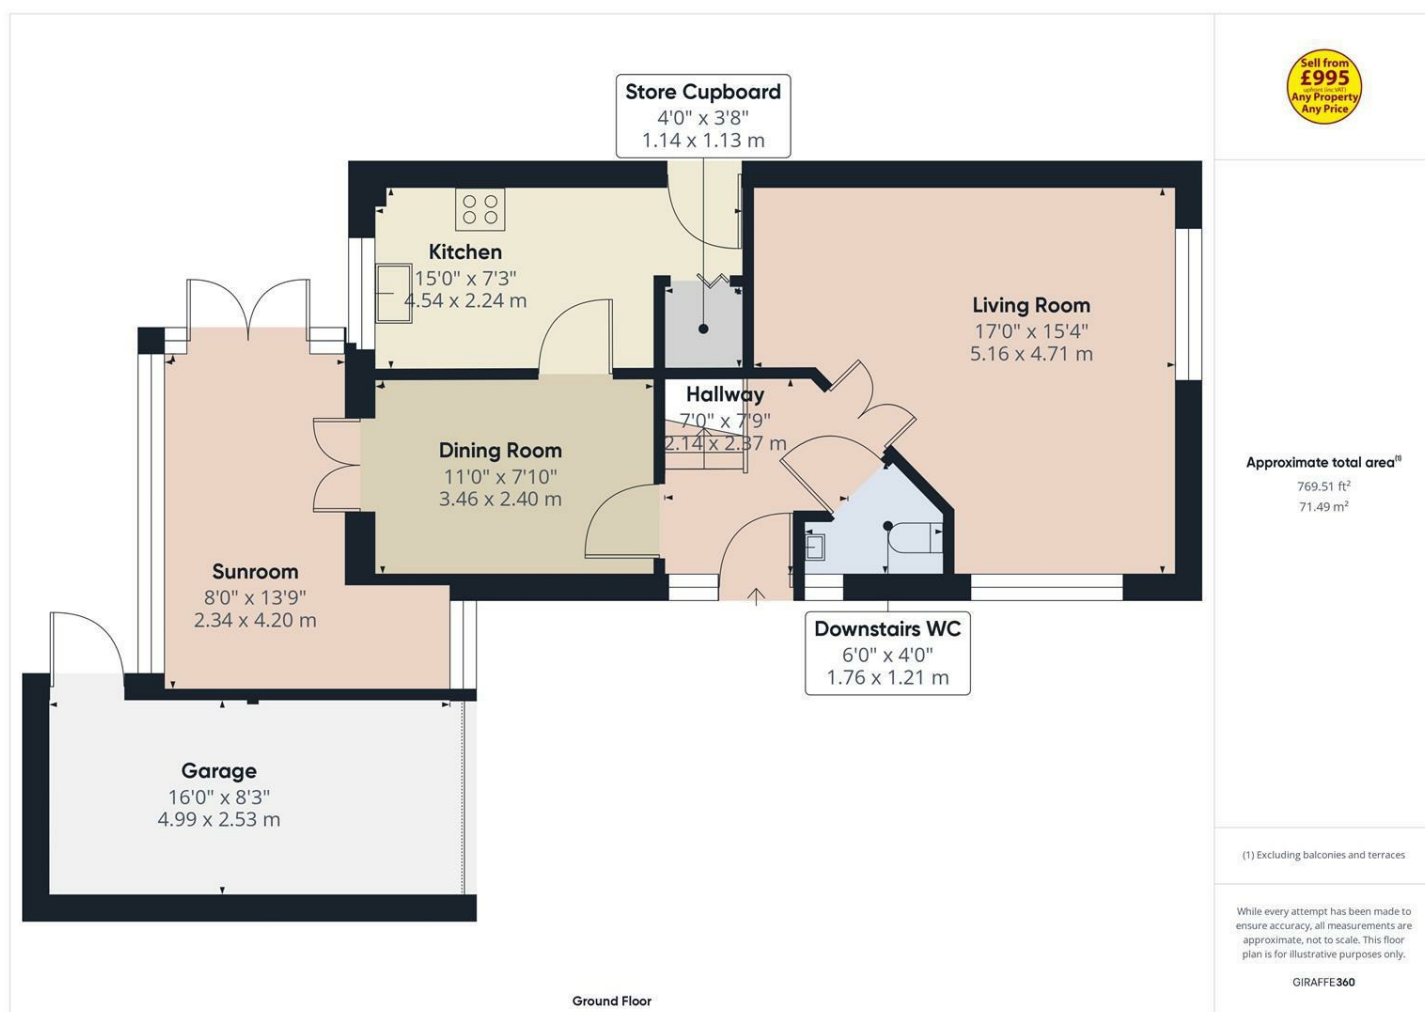 Store Cupboard
4'0" x 3'8"
1.14 x 1.13 m
Kitchen
15'0" x 7'3"
4.54 x 2.24 m
Living Room
17'0" x 15'4"
5.16 x 4.71 m
Hallway
7'0" x 7'9"
2.14 x 2.37 m
Dining Room
11'0" x 7'10"
3.46 x 2.40 m
Sunroom
8'0" x 13'9"
2.34 x 4.20 m
Downstairs WC
6'0" x 4'0"
1.76 x 1.21 m
Garage
16'0" x 8'3"
4.99 x 2.53 m
Ground Floor
Sell from
£995
upfront (inc VAT)
Any Property
Any Price
Approximate total area(1)
769.51 ft²
71.49 m²
(1) Excluding balconies and terraces
While every attempt has been made to
ensure accuracy, all measurements are
approximate, not to scale. This floor
plan is for illustrative purposes only.
GIRAFFE360